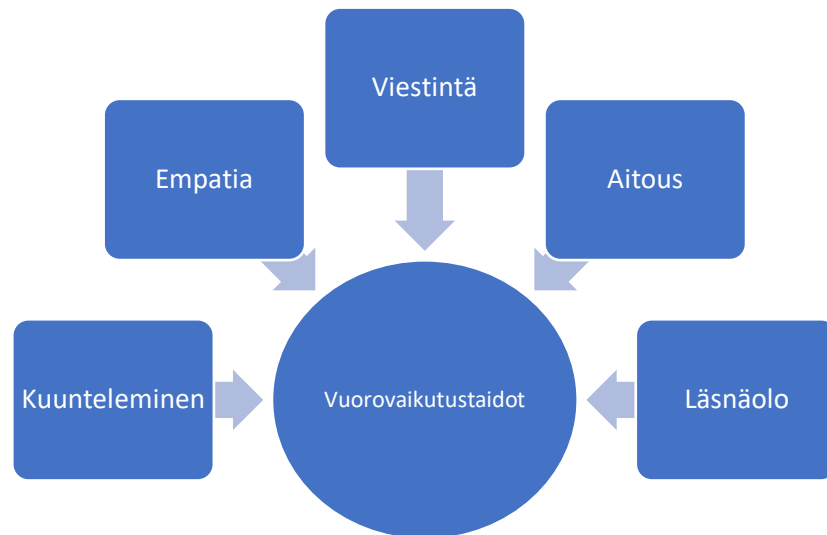 Viestintä
Empatia
Aitous
Kuunteleminen
Vuorovaikutustaidot
Läsnäolo